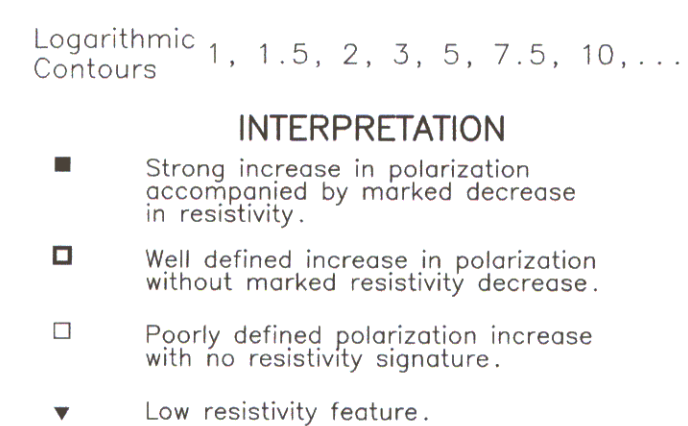 Logarithmic
Contours 1, 1.5, 2, 3, 5, 7.5, 10,...
INTERPRETATION
Strong increase in polarization
accompanied by marked decrease
in resistivity.
Well defined increase in polarization
without marked resistivity decrease.
Poorly defined polarization increase
with no resistivity signature.
Low resistivity feature.